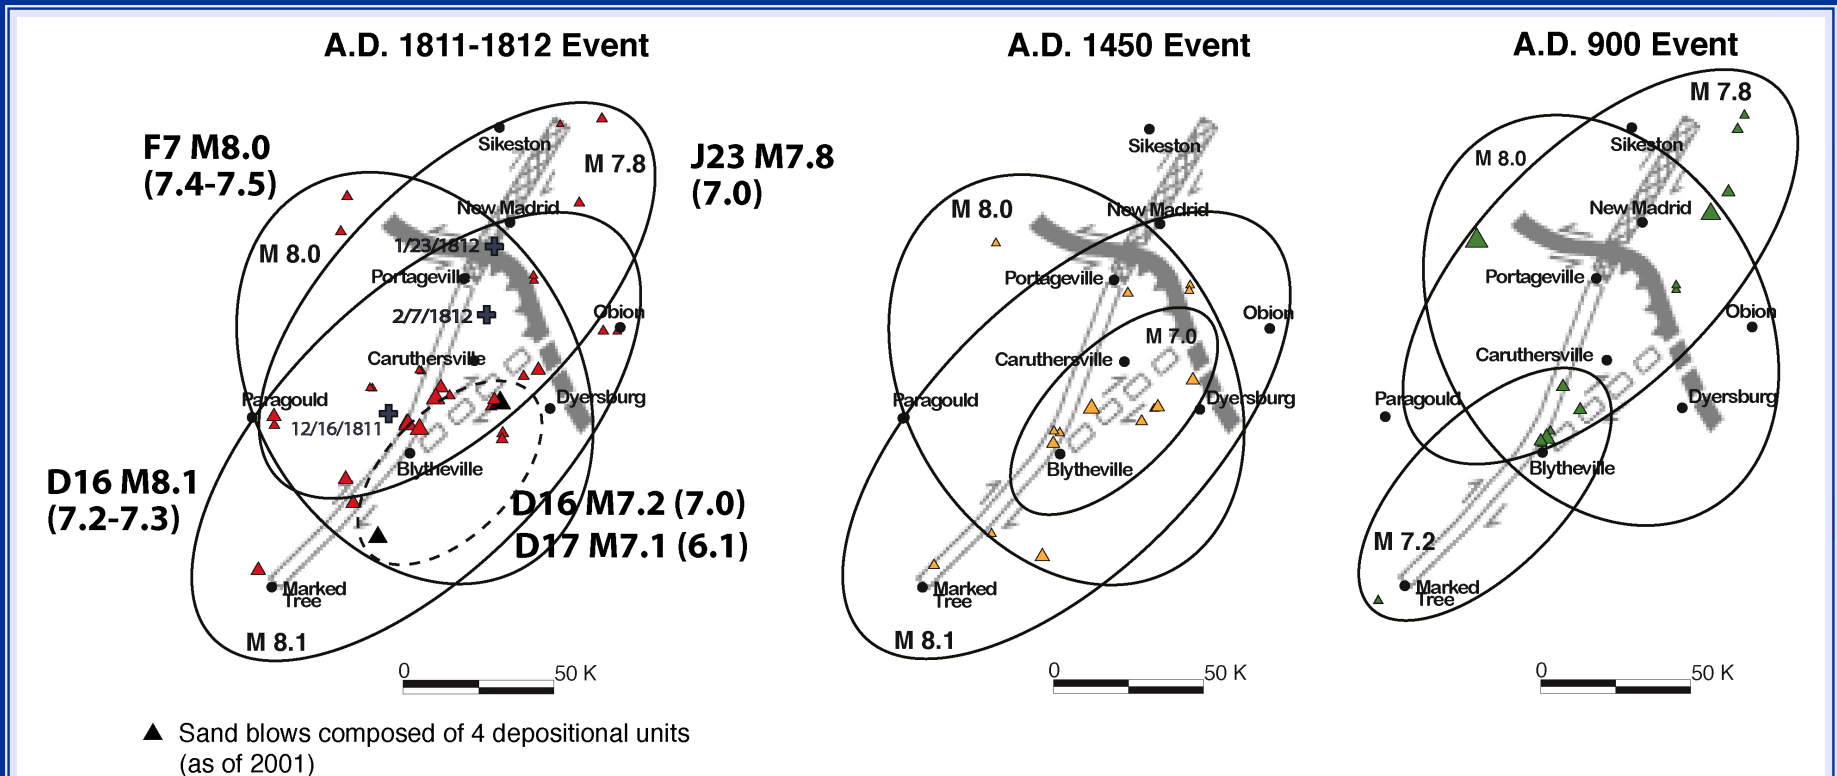 A.D. 1811-1812 Event
F7 M8.0
(7.4-7.5)
J23 M7.8
(7.0)
Sikeston
M 7.8
New Madrid
M 8.0
1/23/1812
Portageville
2/7/1812
Obion
Caruthersville
Paragould
Dyersburg
12/16/1811
Blytheville
D16 M8.1
(7.2-7.3)
D16 M7.2 (7.0)
D17 M7.1 (6.1)
Marked
Tree
M 8.1
0 50 K
Sand blows composed of 4 depositional units
(as of 2001)
A.D. 1450 Event
Sikeston
M 8.0
New Madrid
Portageville
Obion
M 7.0
Caruthersville
Paragould
Dyersburg
Blytheville
Marked
Tree
M 8.1
0 50 K
A.D. 900 Event
M 7.8
Sikeston
M 8.0
New Madrid
Portageville
Obion
Caruthersville
Paragould
Dyersburg
Blytheville
M 7.2
Marked
Tree
0 50 K